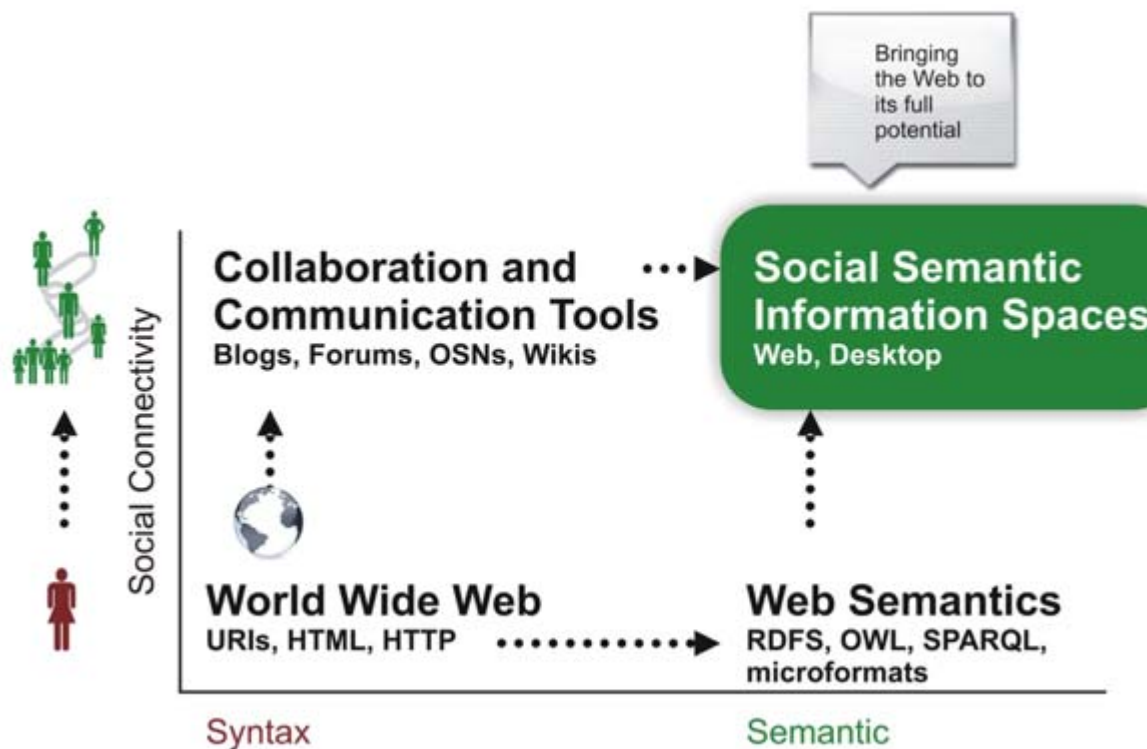 Bringing
the Web to
its full
potential
Collaboration and
Communication Tools
Blogs, Forums, OSNs, Wikis
Social Semantic
Information Spaces
Web, Desktop
Social Connectivity
World Wide Web
URIs, HTML, HTTP
Web Semantics
RDFS, OWL, SPARQL,
microformats
Syntax
Semantic